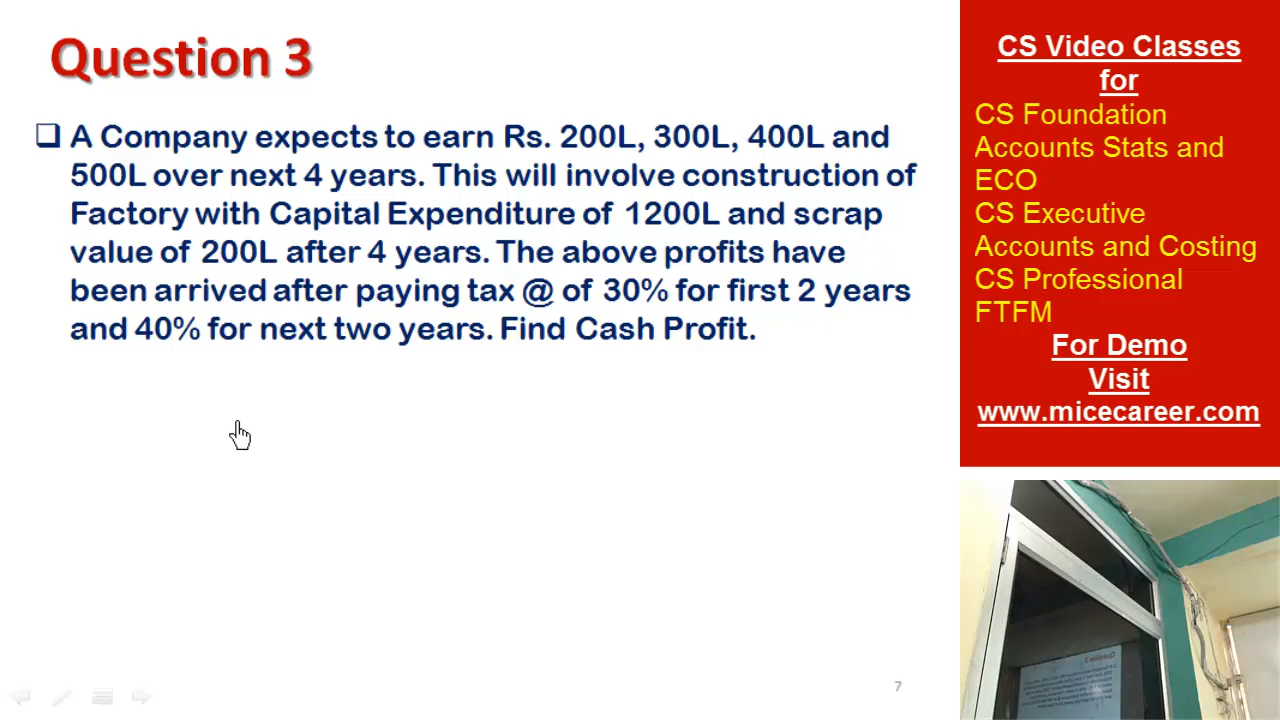 Question 3
A Company expects to earn Rs. 200L, 300L, 400L and
500L over next 4 years. This will involve construction of
Factory with Capital Expenditure of 1200L and scrap
value of 200L after 4 years. The above profits have
been arrived after paying tax @ of 30% for first 2 years
and 40% for next two years. Find Cash Profit.
7
CS Video Classes
for
CS Foundation
Accounts Stats and
ECO
CS Executive
Accounts and Costing
CS Professional
FTFM
For Demo
Visit
www.micecareer.com
Question 3